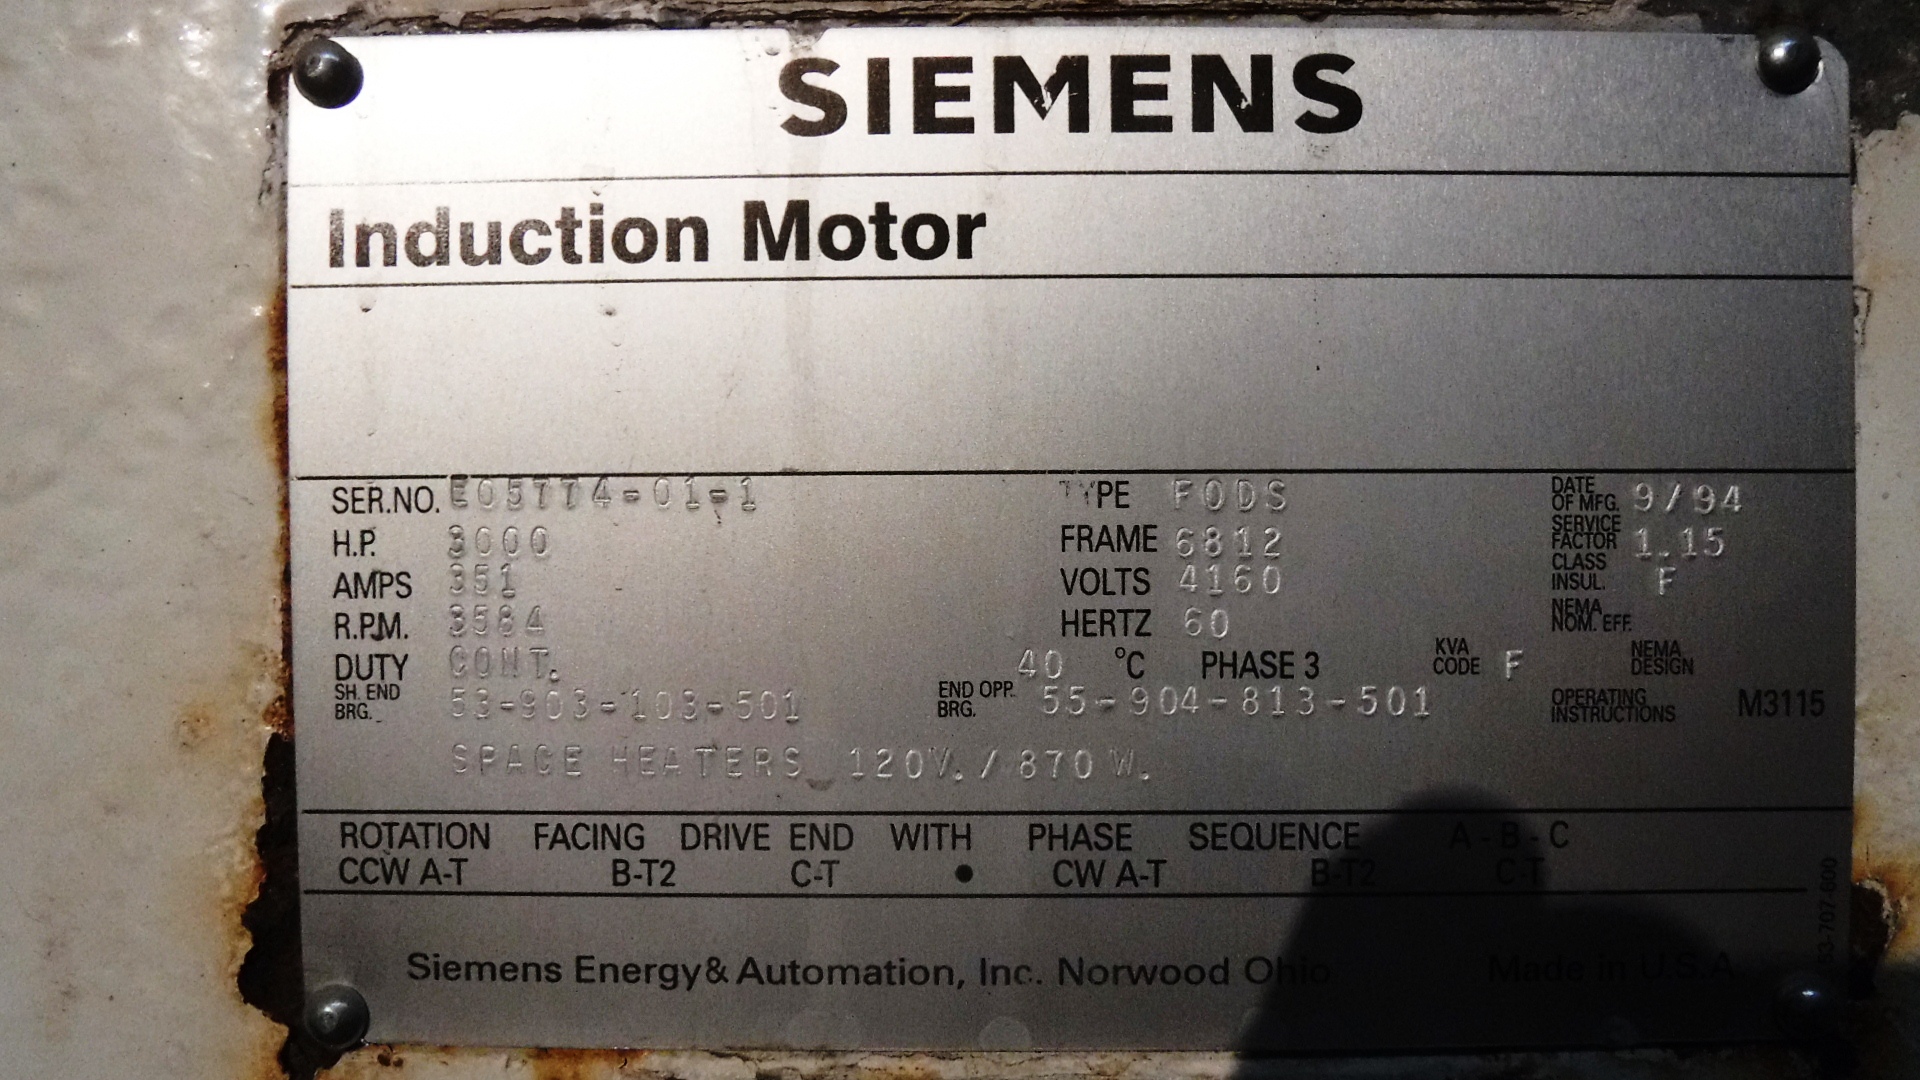 SIEMENS
Induction Motor
SER.NO. E05774-01-1 TYPE FODS DATE OF MFG. 9/94
H.P. 3000 FRAME 6812 SERVICE FACTOR 1.15
AMPS 351 VOLTS 4160 CLASS INSUL. F
R.P.M. 3584 HERTZ 60 NEMA NOM. EFF.
DUTY CONT. 40 °C PHASE 3 KVA CODE F NEMA DESIGN
SH. END BRG. 53-903-103-501 END OPP. BRG. 55-904-813-501 OPERATING INSTRUCTIONS M3115
SPACE HEATERS 120V./870 W.
ROTATION FACING DRIVE END WITH PHASE SEQUENCE A-B-C
CCW A-T B-T2 C-T • CW A-T B-T2 C-T
Siemens Energy & Automation, Inc. Norwood Ohio Made in U.S.A